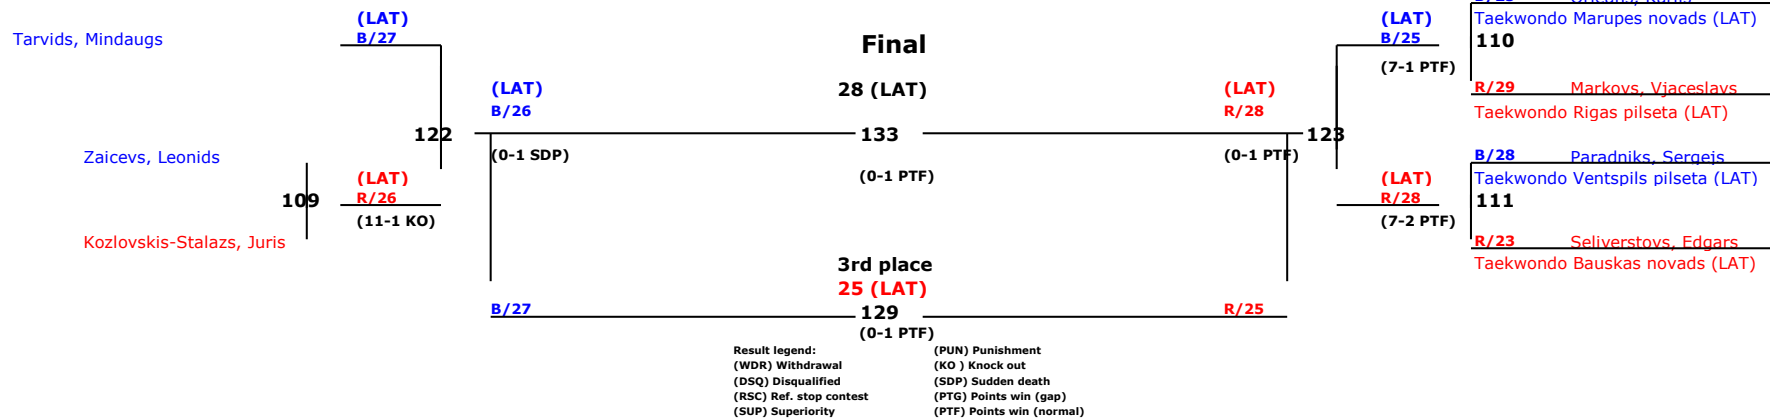 (LAT)
Tarvids, Mindaugs
B/27
Zaicevs, Leonids
109
Kozlovskis-Stalazs, Juris
(LAT)
R/26
(11-1 KO)
122
(LAT)
B/26
(0-1 SDP)
Final
28 (LAT)
133
(0-1 PTF)
3rd place
25 (LAT)
B/27
129
R/25
(0-1 PTF)
(LAT)
R/28
(0-1 PTF)
123
(LAT)
B/25
(7-1 PTF)
(LAT)
R/28
(7-2 PTF)
Taekwondo Marupes novads (LAT)
110
R/29 Markovs, Vjaceslavs
Taekwondo Rigas pilseta (LAT)
B/28 Paradniks, Sergejs
Taekwondo Ventspils pilseta (LAT)
111
R/23 Seliverstovs, Edgars
Taekwondo Bauskas novads (LAT)
Result legend:
(WDR) Withdrawal
(DSQ) Disqualified
(RSC) Ref. stop contest
(SUP) Superiority
(PUN) Punishment
(KO ) Knock out
(SDP) Sudden death
(PTG) Points win (gap)
(PTF) Points win (normal)